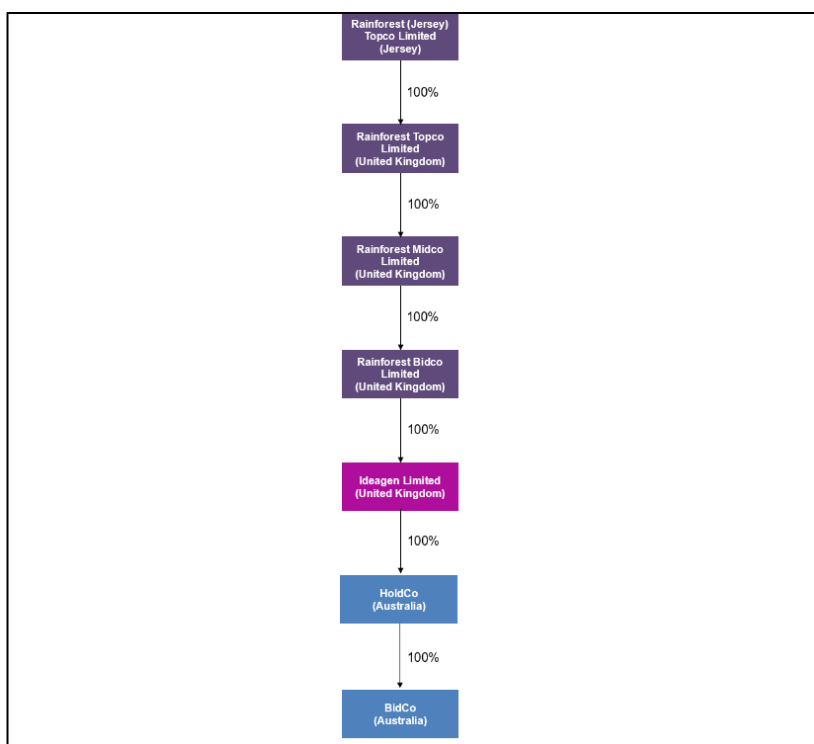 Rainforest (Jersey)
Topco Limited
(Jersey)
100%
Rainforest Topco
Limited
(United Kingdom)
100%
Rainforest Midco
Limited
(United Kingdom)
100%
Rainforest Bidco
Limited
(United Kingdom)
100%
Ideagen Limited
(United Kingdom)
100%
HoldCo
(Australia)
100%
BidCo
(Australia)